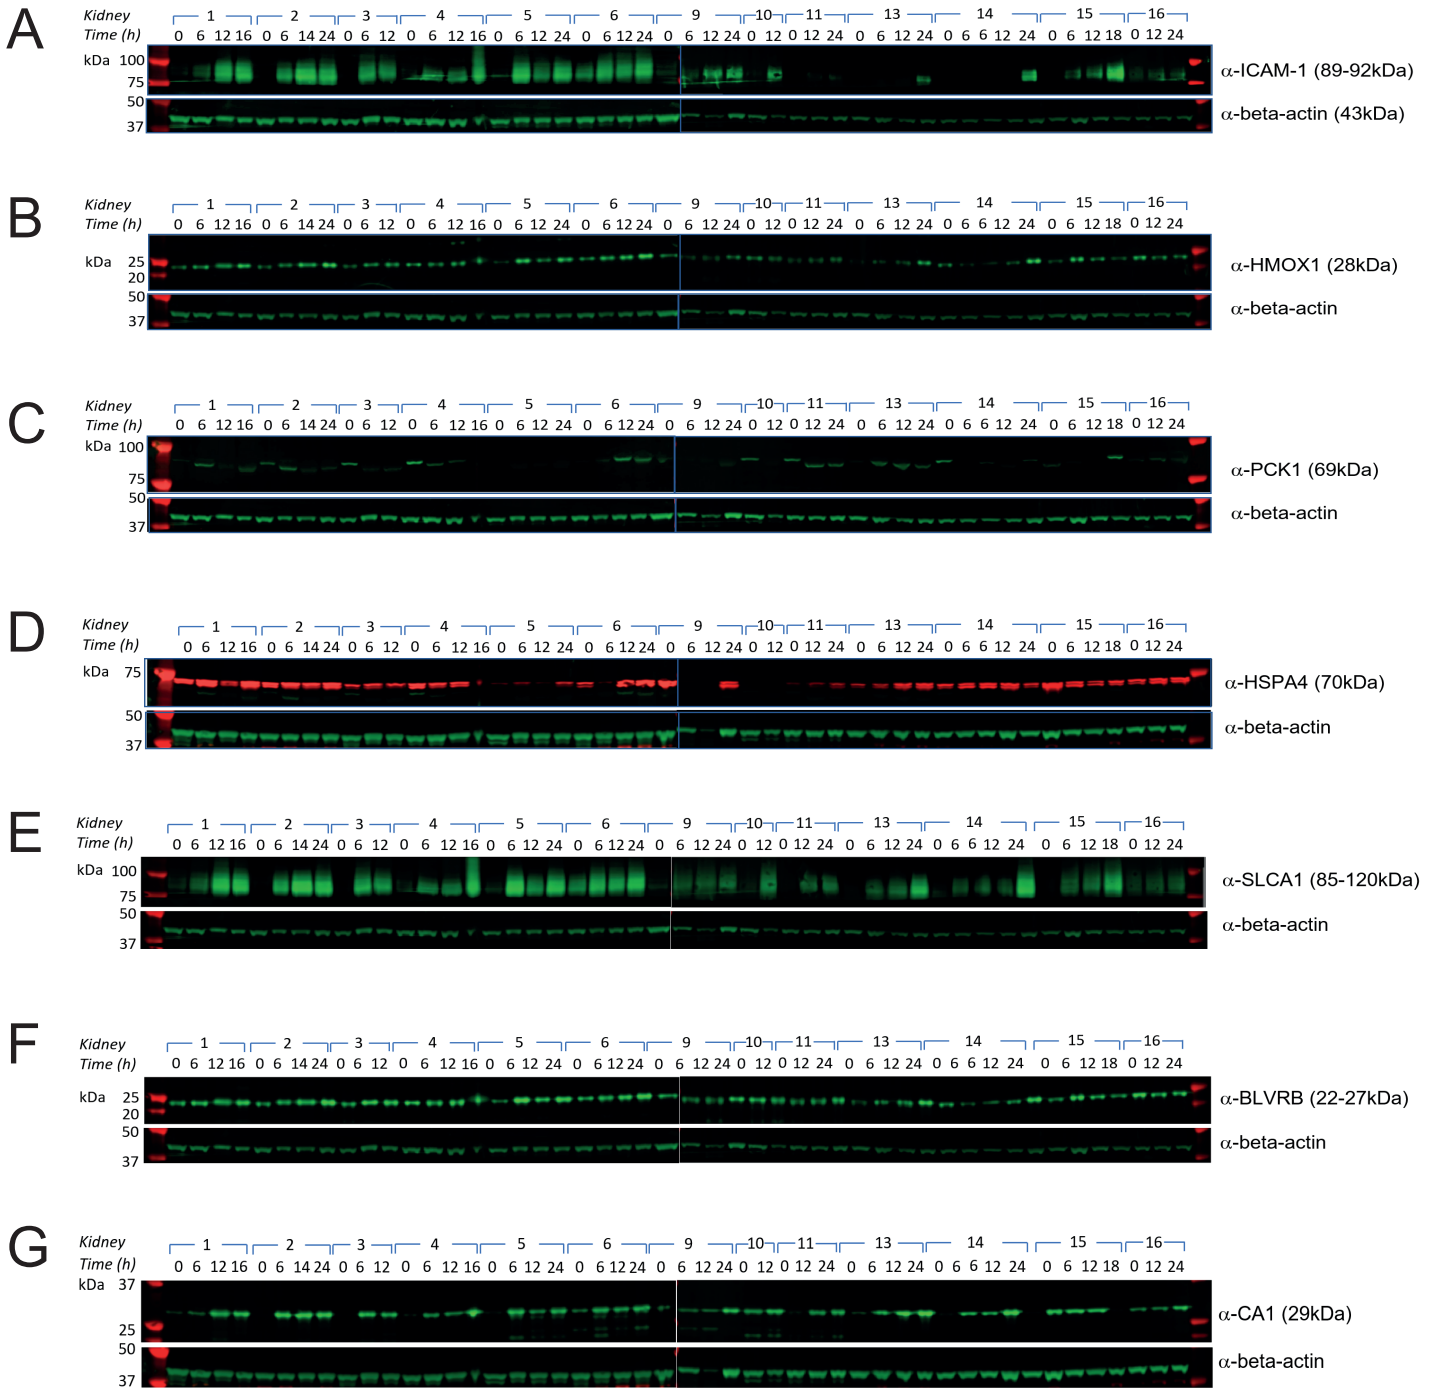 A
Kidney 1 2 3 4 5 6 9 10 11 13 14 15 16
Time (h) 0 6 12 16 0 6 14 24 0 6 12 0 6 12 16 0 6 12 24 0 6 12 24 0 6 12 24 0 12 0 12 24 0 6 12 24 0 6 6 12 24 0 6 12 18 0 12 24
kDa 100
75
α-ICAM-1 (89-92kDa)
50
37
α-beta-actin (43kDa)
B
Kidney 1 2 3 4 5 6 9 10 11 13 14 15 16
Time (h) 0 6 12 16 0 6 14 24 0 6 12 0 6 12 16 0 6 12 24 0 6 12 24 0 6 12 24 0 12 0 12 24 0 6 12 24 0 6 6 12 24 0 6 12 18 0 12 24
kDa 25
20
α-HMOX1 (28kDa)
50
37
α-beta-actin
C
Kidney 1 2 3 4 5 6 9 10 11 13 14 15 16
Time (h) 0 6 12 16 0 6 14 24 0 6 12 0 6 12 16 0 6 12 24 0 6 12 24 0 6 12 24 0 12 0 12 24 0 6 12 24 0 6 6 12 24 0 6 12 18 0 12 24
kDa 100
75
α-PCK1 (69kDa)
50
37
α-beta-actin
D
Kidney 1 2 3 4 5 6 9 10 11 13 14 15 16
Time (h) 0 6 12 16 0 6 14 24 0 6 12 0 6 12 16 0 6 12 24 0 6 12 24 0 6 12 24 0 12 0 12 24 0 6 12 24 0 6 6 12 24 0 6 12 18 0 12 24
kDa 75
α-HSPA4 (70kDa)
50
37
α-beta-actin
E
Kidney 1 2 3 4 5 6 9 10 11 13 14 15 16
Time (h) 0 6 12 16 0 6 14 24 0 6 12 0 6 12 16 0 6 12 24 0 6 12 24 0 6 12 24 0 12 0 12 24 0 6 12 24 0 6 6 12 24 0 6 12 18 0 12 24
kDa 100
75
α-SLCA1 (85-120kDa)
50
37
α-beta-actin
F
Kidney 1 2 3 4 5 6 9 10 11 13 14 15 16
Time (h) 0 6 12 16 0 6 14 24 0 6 12 0 6 12 16 0 6 12 24 0 6 12 24 0 6 12 24 0 12 0 12 24 0 6 12 24 0 6 6 12 24 0 6 12 18 0 12 24
kDa 25
20
α-BLVRB (22-27kDa)
50
37
α-beta-actin
G
Kidney 1 2 3 4 5 6 9 10 11 13 14 15 16
Time (h) 0 6 12 16 0 6 14 24 0 6 12 0 6 12 16 0 6 12 24 0 6 12 24 0 6 12 24 0 12 0 12 24 0 6 12 24 0 6 6 12 24 0 6 12 18 0 12 24
kDa 37
25
α-CA1 (29kDa)
50
37
α-beta-actin